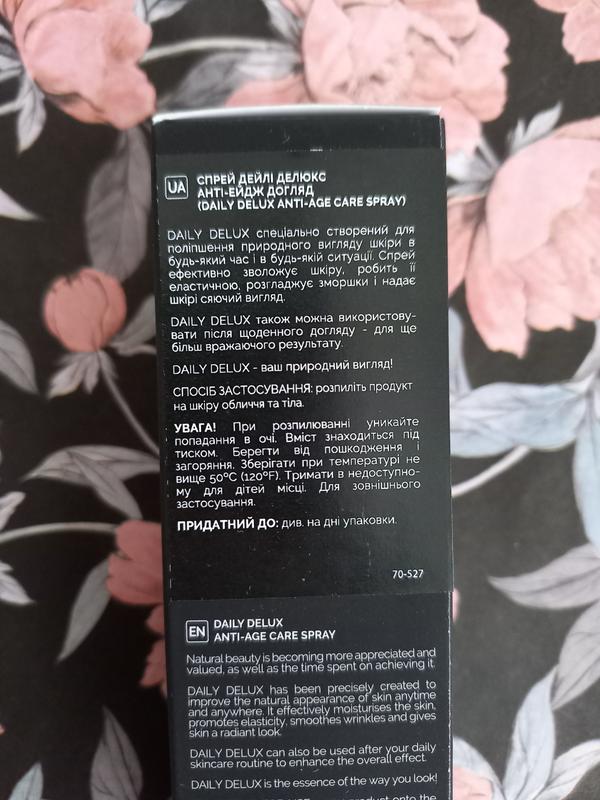 UA
СПРЕЙ ДЕЙЛІ ДЕЛЮКС
АНТІ-ЕЙДЖ ДОГЛЯД
(DAILY DELUX ANTI-AGE CARE SPRAY)
DAILY DELUX спеціально створений для
поліпшення природного вигляду шкіри в
будь-який час і в будь-якій ситуації. Спрей
ефективно зволожує шкіру, робить її
еластичною, розгладжує зморшки і надає
шкірі сяючий вигляд.
DAILY DELUX також можна використову-
вати після щоденного догляду - для ще
більш вражаючого результату.
DAILY DELUX - ваш природний вигляд!
СПОСІБ ЗАСТОСУВАННЯ: розпиліть продукт
на шкіру обличчя та тіла.
УВАГА! При розпилюванні уникайте
попадання в очі. Вміст знаходиться під
тиском. Берегти від пошкодження і
загоряння. Зберігати при температурі не
вище 50°C (120°F). Тримати в недоступно-
му для дітей місці. Для зовнішнього
застосування.
ПРИДАТНИЙ ДО: див. на дні упаковки.
70-527
EN
DAILY DELUX
ANTI-AGE CARE SPRAY
Natural beauty is becoming more appreciated and
valued, as well as the time spent on achieving it.
DAILY DELUX has been precisely created to
improve the natural appearance of skin anytime
and anywhere. It effectively moisturises the skin,
promotes elasticity, smoothes wrinkles and gives
skin a radiant look.
DAILY DELUX can also be used after your daily
skincare routine to enhance the overall effect.
DAILY DELUX is the essence of the way you look!